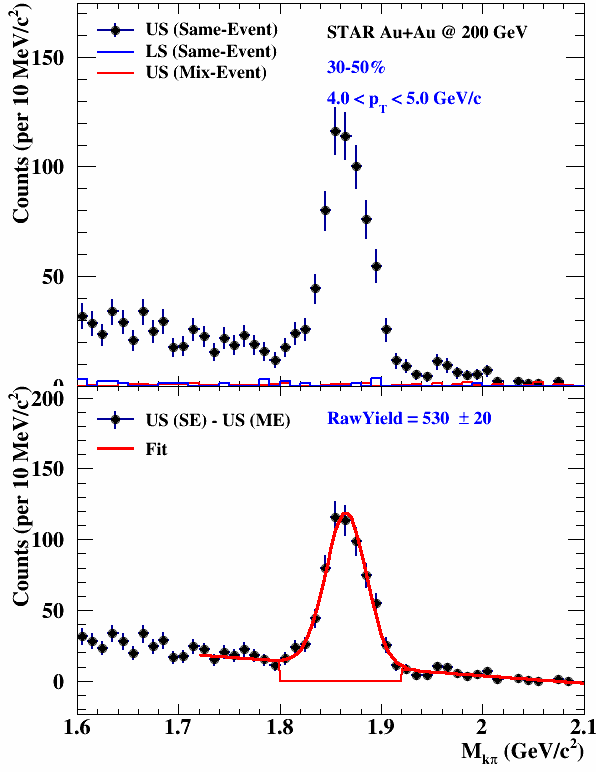 US (Same-Event)
LS (Same-Event)
US (Mix-Event)
STAR Au+Au @ 200 GeV
30-50%
4.0 < pT < 5.0 GeV/c
Counts (per 10 MeV/c²)
150
100
50
0
US (SE) - US (ME)
Fit
RawYield = 530 ± 20
Counts (per 10 MeV/c²)
200
150
100
50
0
1.6 1.7 1.8 1.9 2 2.1
Mkπ (GeV/c²)